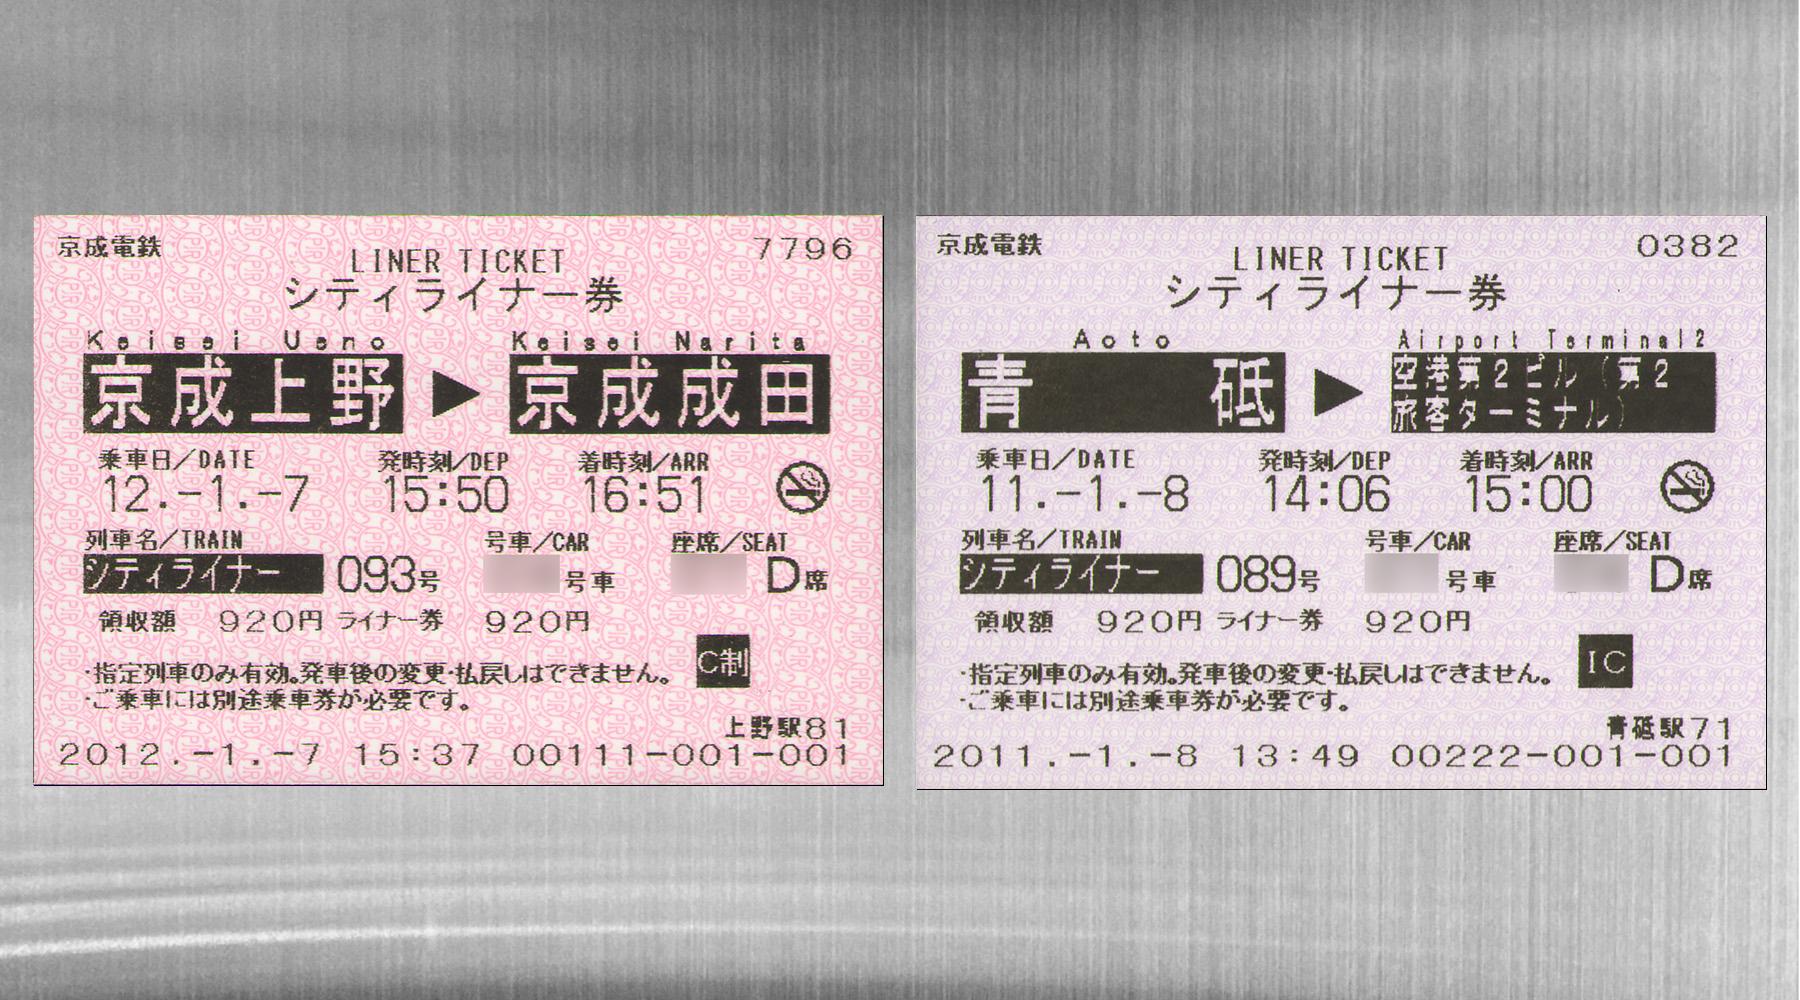 京成電鉄
7796
LINER TICKET
シティライナー券
Keisei Ueno
Keisei Narita
京成上野 ▶ 京成成田
乗車日/DATE 発時刻/DEP 着時刻/ARR
12.-1.-7 15:50 16:51
列車名/TRAIN 号車/CAR 座席/SEAT
シティライナー 093号 号車 D席
領収額 920円 ライナー券 920円
C制
・指定列車のみ有効。発車後の変更・払戻しはできません。
・ご乗車には別途乗車券が必要です。
上野駅81
2012.-1.-7 15:37 00111-001-001
京成電鉄
0382
LINER TICKET
シティライナー券
Aoto
Airport Terminal2
青砥 ▶ 空港第2ビル(第2
旅客ターミナル)
乗車日/DATE 発時刻/DEP 着時刻/ARR
11.-1.-8 14:06 15:00
列車名/TRAIN 号車/CAR 座席/SEAT
シティライナー 089号 号車 D席
領収額 920円 ライナー券 920円
IC
・指定列車のみ有効。発車後の変更・払戻しはできません。
・ご乗車には別途乗車券が必要です。
青砥駅71
2011.-1.-8 13:49 00222-001-001